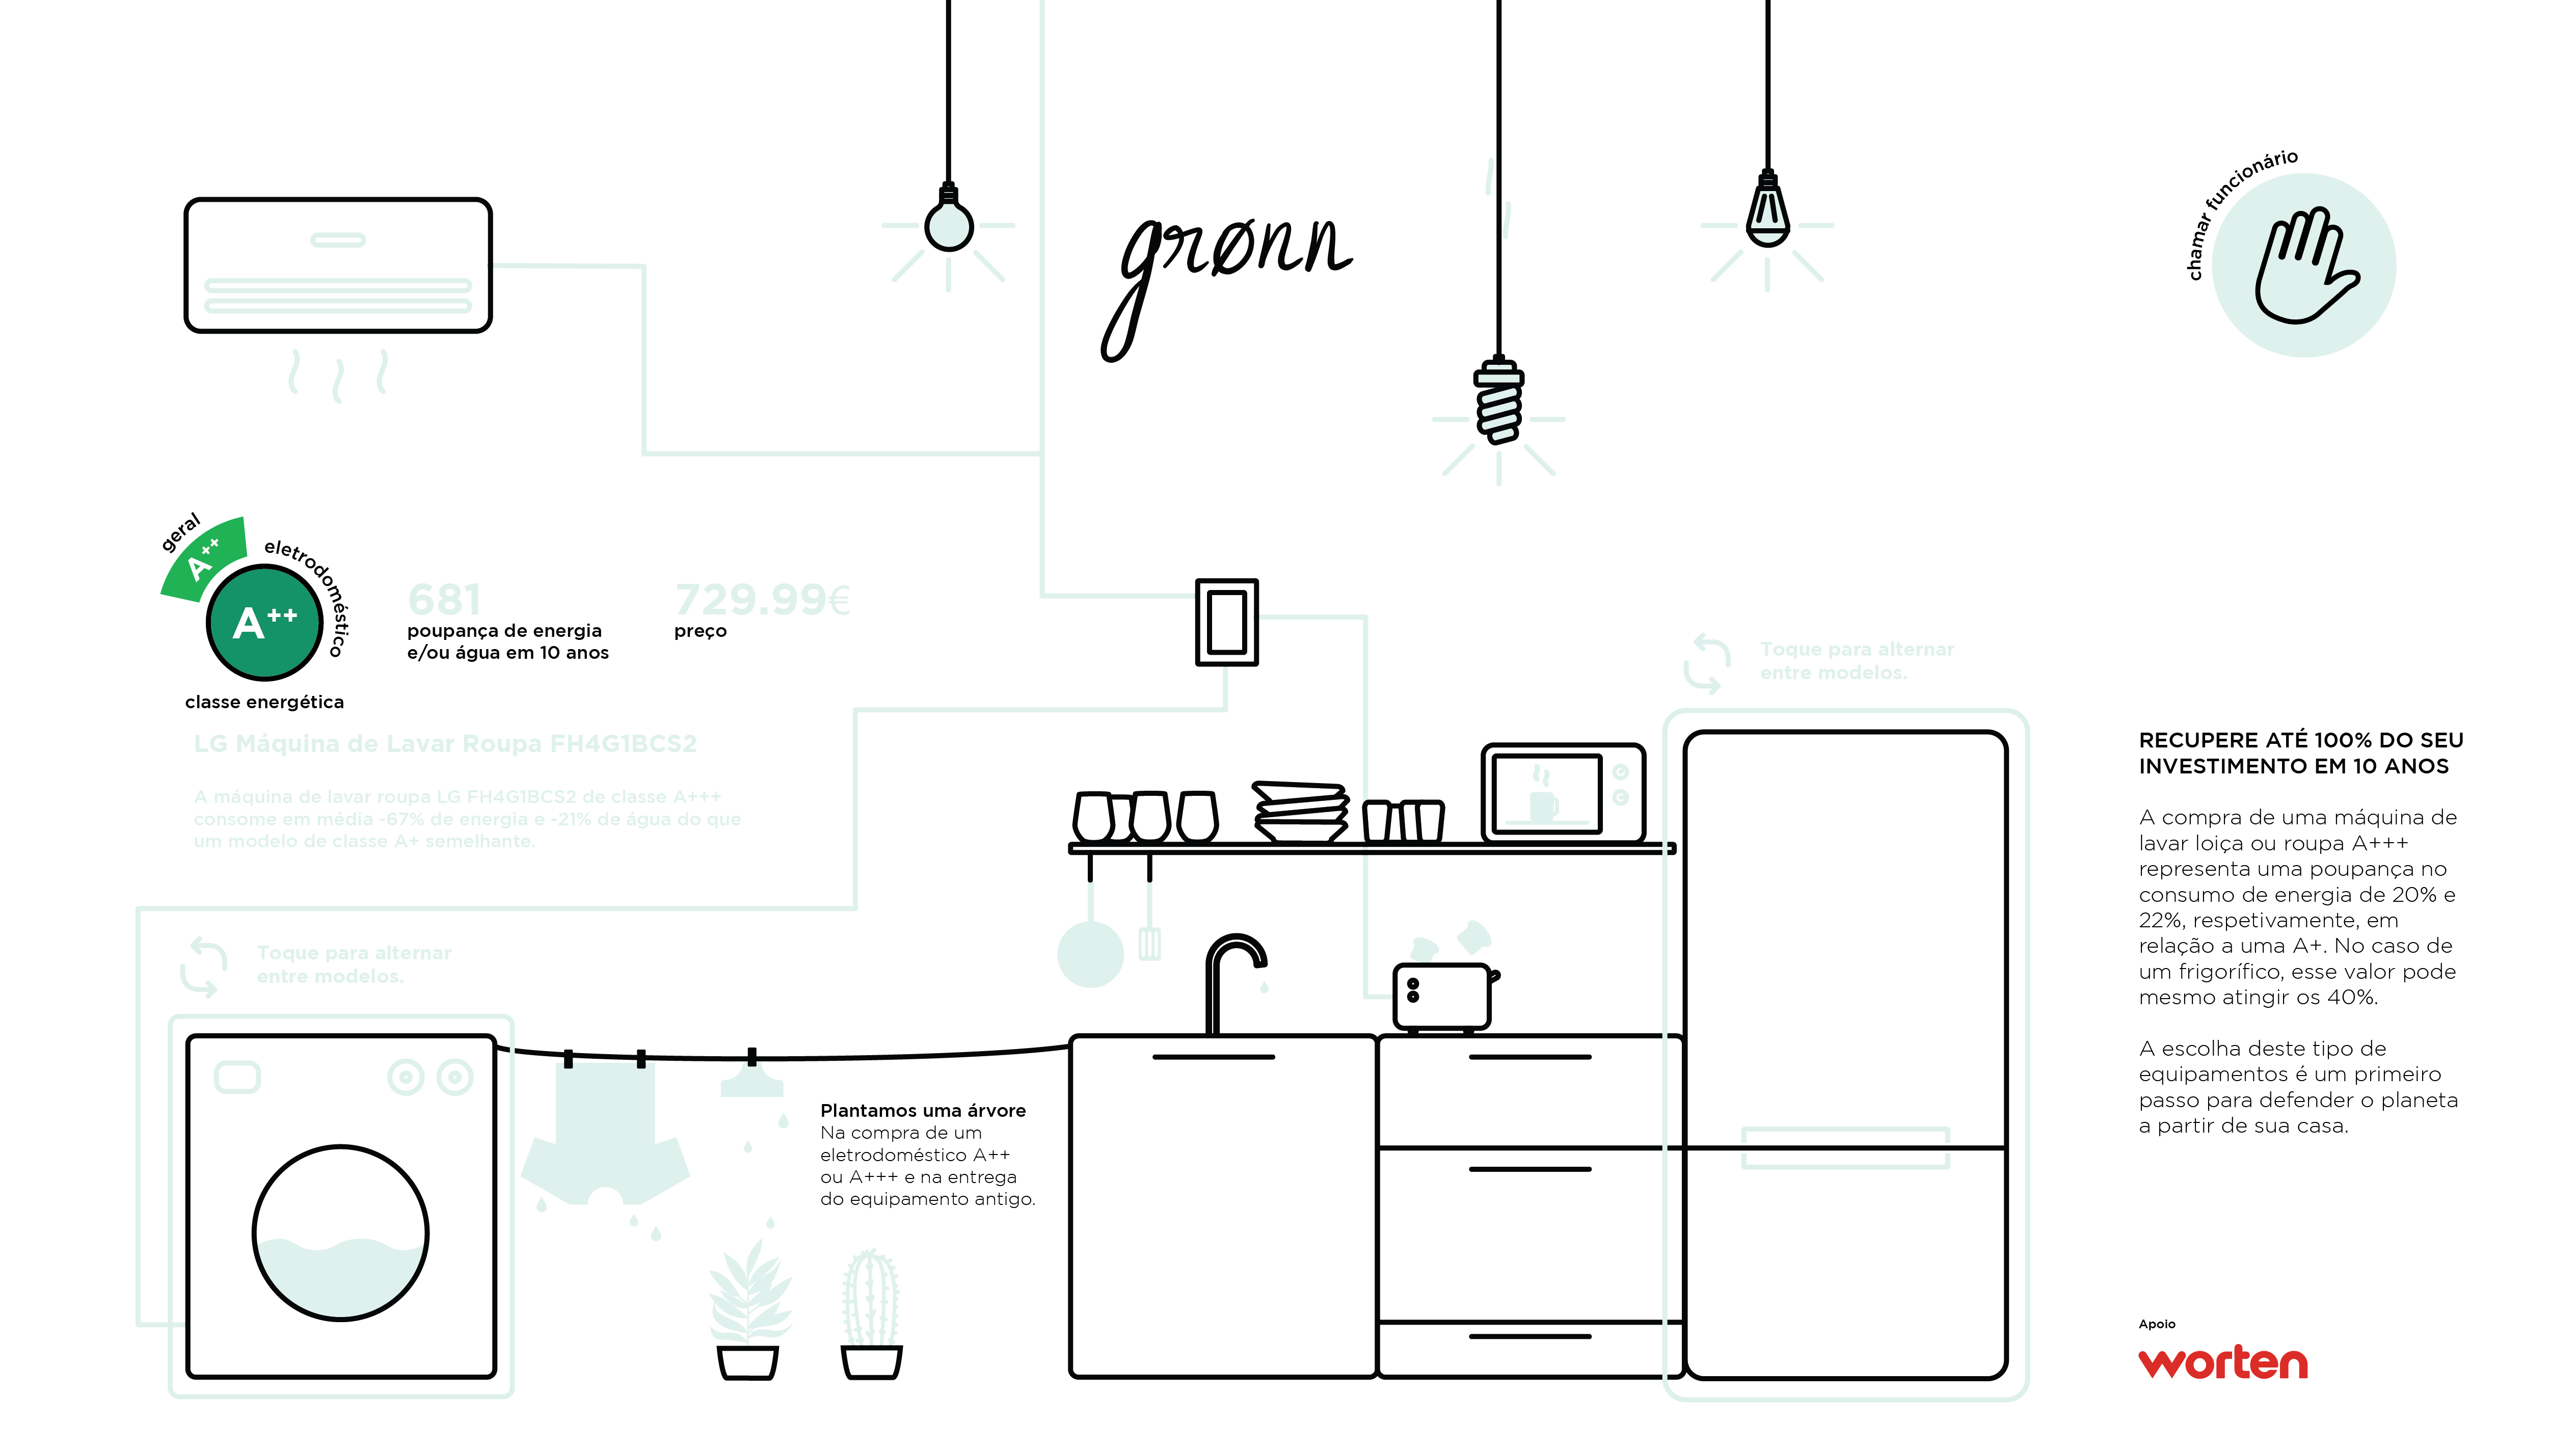 grønn
chamar funcionário
geral
A++
eletrodoméstico
A++
classe energética
681
poupança de energia
e/ou água em 10 anos
729.99€
preço
LG Máquina de Lavar Roupa FH4G1BCS2
A máquina de lavar roupa LG FH4G1BCS2 de classe A+++
consome em média -67% de energia e -21% de água do que
um modelo de classe A+ semelhante.
Toque para alternar
entre modelos.
Plantamos uma árvore
Na compra de um
eletrodoméstico A++
ou A+++ e na entrega
do equipamento antigo.
Toque para alternar
entre modelos.
RECUPERE ATÉ 100% DO SEU
INVESTIMENTO EM 10 ANOS
A compra de uma máquina de
lavar loiça ou roupa A+++
representa uma poupança no
consumo de energia de 20% e
22%, respetivamente, em
relação a uma A+. No caso de
um frigorífico, esse valor pode
mesmo atingir os 40%.
A escolha deste tipo de
equipamentos é um primeiro
passo para defender o planeta
a partir de sua casa.
Apoio
worten